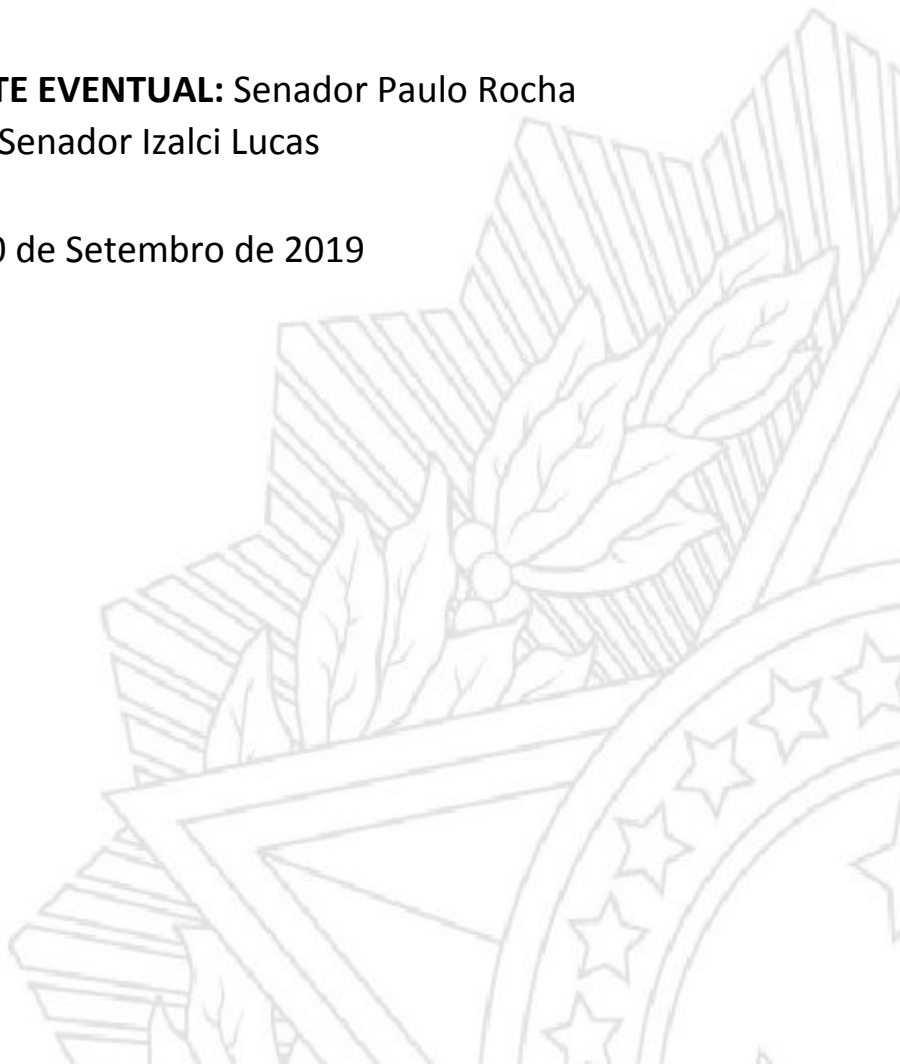 TE EVENTUAL: Senador Paulo Rocha
Senador Izalci Lucas
0 de Setembro de 2019